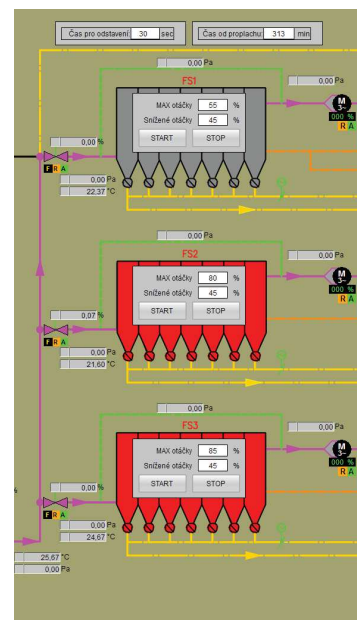 Čas pro odstavení: 30 sec Čas od proplachu: 313 min
0,00 Pa
FS1
0,00 Pa
MAX otáčky 55 %
Snížené otáčky 45 %
START STOP
M 3~
000 %
R A
0,00 %
F R A
0,00 Pa
22,37 °C
0,00 Pa
FS2
0,00 Pa
MAX otáčky 80 %
Snížené otáčky 45 %
START STOP
M 3~
000 %
R A
0,07 %
F R A
0,00 Pa
21,60 °C
0,00 Pa
FS3
0,00 Pa
MAX otáčky 85 %
Snížené otáčky 45 %
START STOP
M 3~
000 %
R A
% 0,00 %
F R A
0,00 Pa
24,67 °C
25,67 °C
0,00 Pa